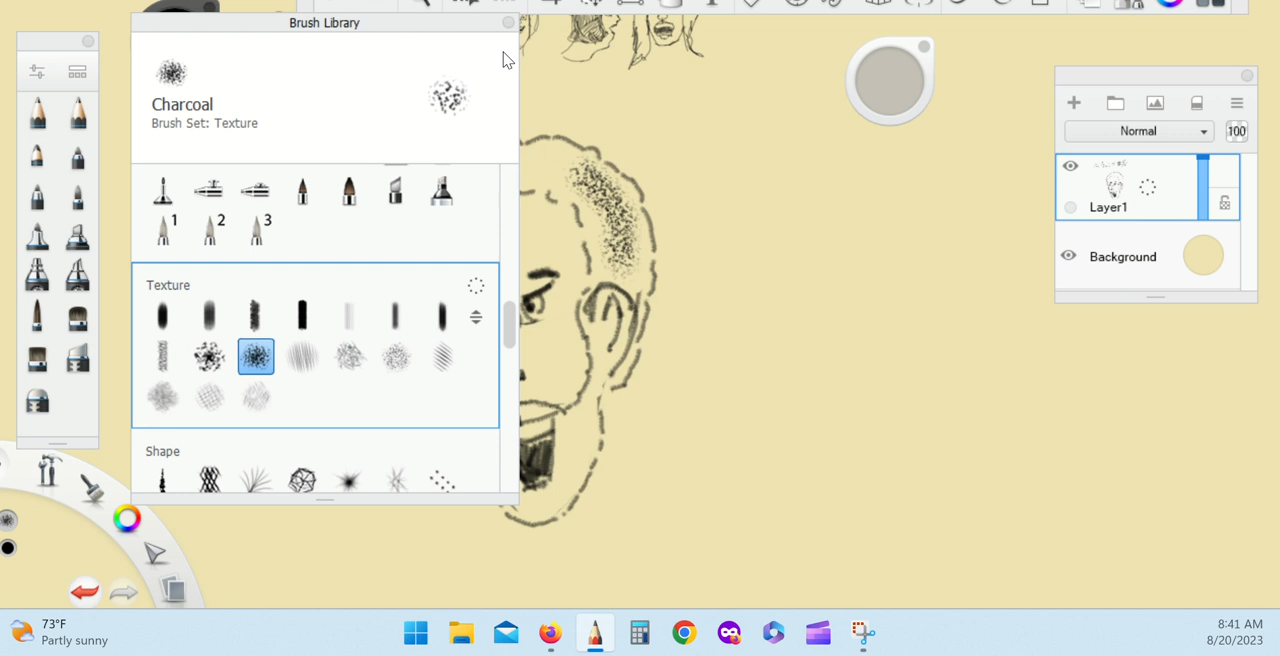 Brush Library
Charcoal
Brush Set: Texture
1 2 3
Texture
Shape
Normal 100
Layer1
Background
73°F
Partly sunny
8:41 AM
8/20/2023